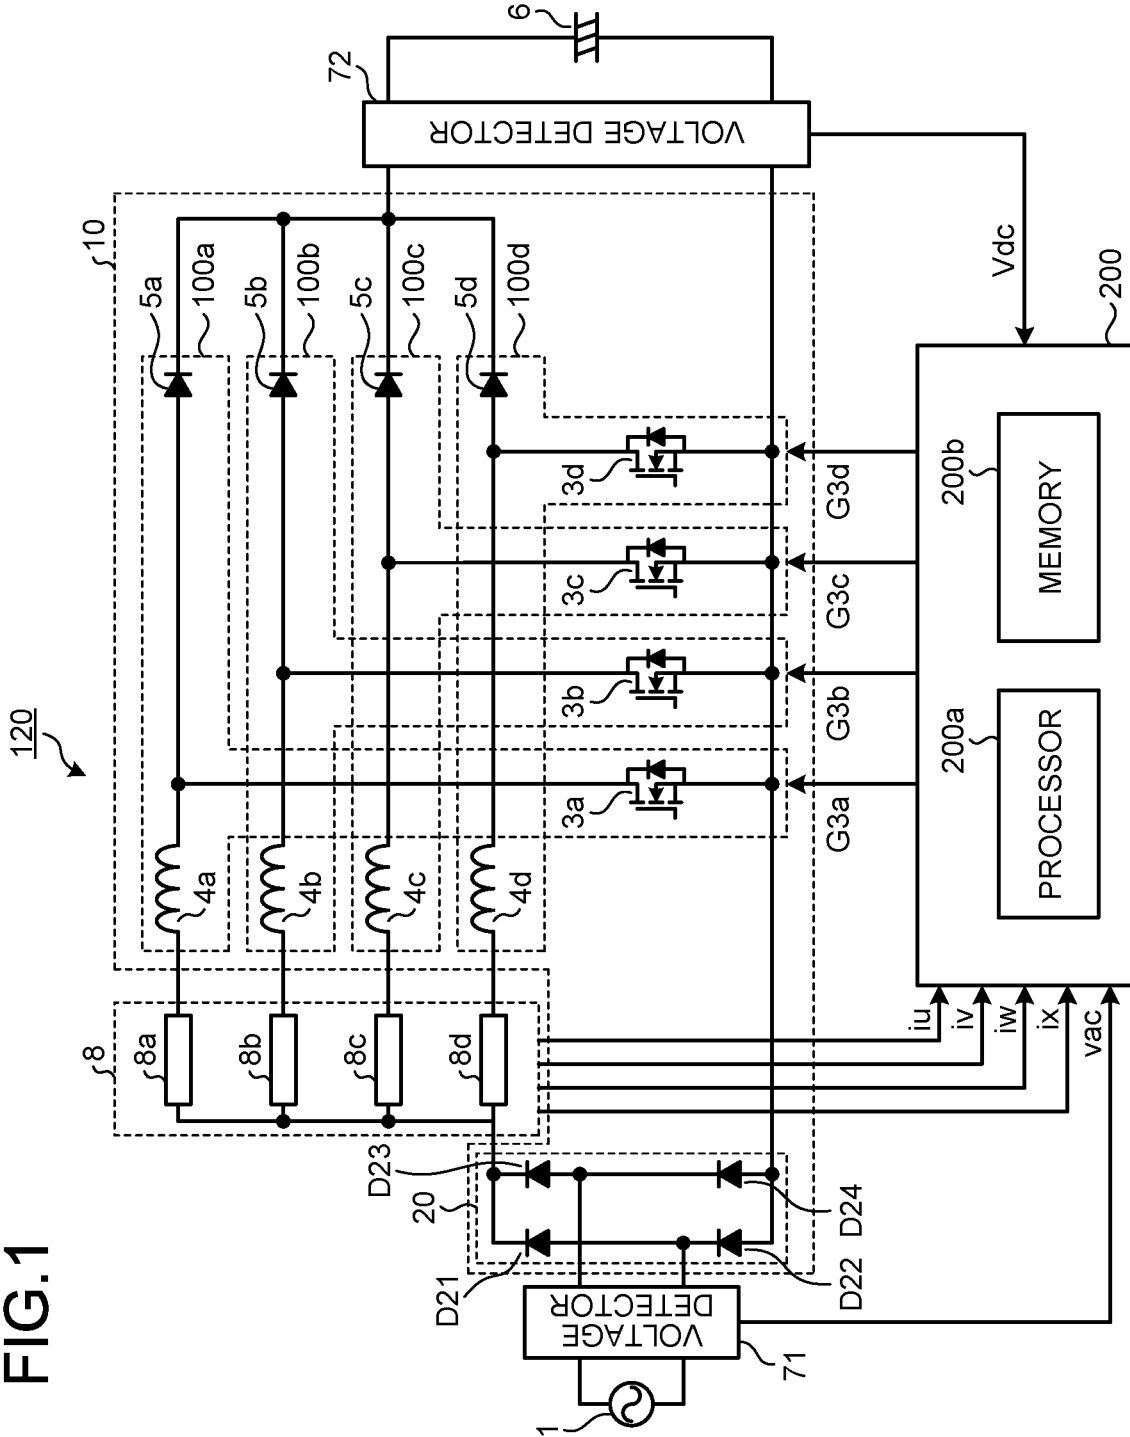 FIG.1
120
10
5a
100a
5b
100b
5c
100c
5d
100d
72
VOLTAGE DETECTOR
6
Vdc
8
8a
8b
8c
8d
4a
4b
4c
4d
3a
3b
3c
3d
G3a
G3b
G3c
G3d
20
D21
D22
D23
D24
VOLTAGE
DETECTOR
71
1
iu
iv
iw
ix
vac
200
200a
PROCESSOR
200b
MEMORY